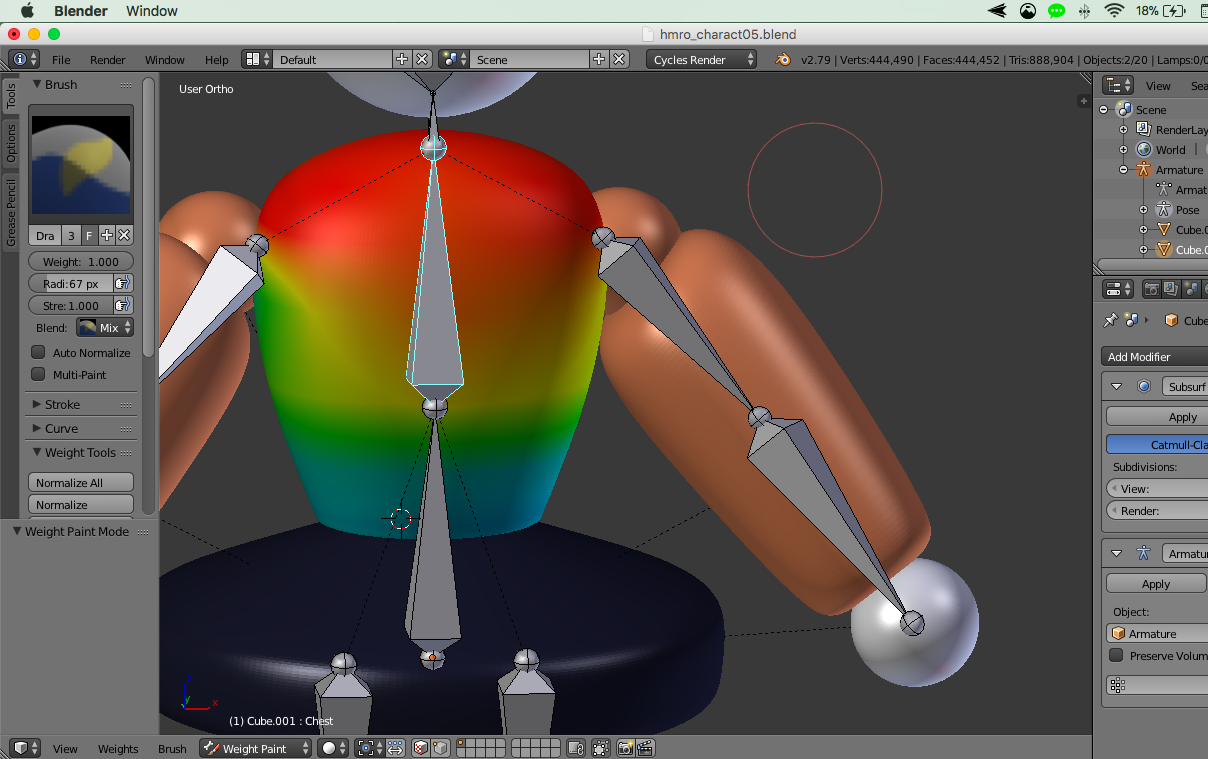 Blender Window 18%
hmro_charact05.blend
File Render Window Help Default Scene Cycles Render v2.79 | Verts:444,490 | Faces:444,452 | Tris:888,904 | Objects:2/20 | Lamps:0/0
Tools
Options
Grease Pencil
Brush
Dra 3 F
Weight: 1.000
Radi:67 px
Stre:1.000
Blend: Mix
Auto Normalize
Multi-Paint
Stroke
Curve
Weight Tools
Normalize All
Normalize
Weight Paint Mode
User Ortho
z
y
x
(1) Cube.001 : Chest
View Weights Brush Weight Paint
View Sea
Scene
RenderLay
World |
Armature
Armat
Pose
Cube.0
Cube.0
Cube
Add Modifier
Subsurf
Apply
Catmull-Cla
Subdivisions:
View:
Render:
Armatur
Apply
Object:
Armature
Preserve Volum